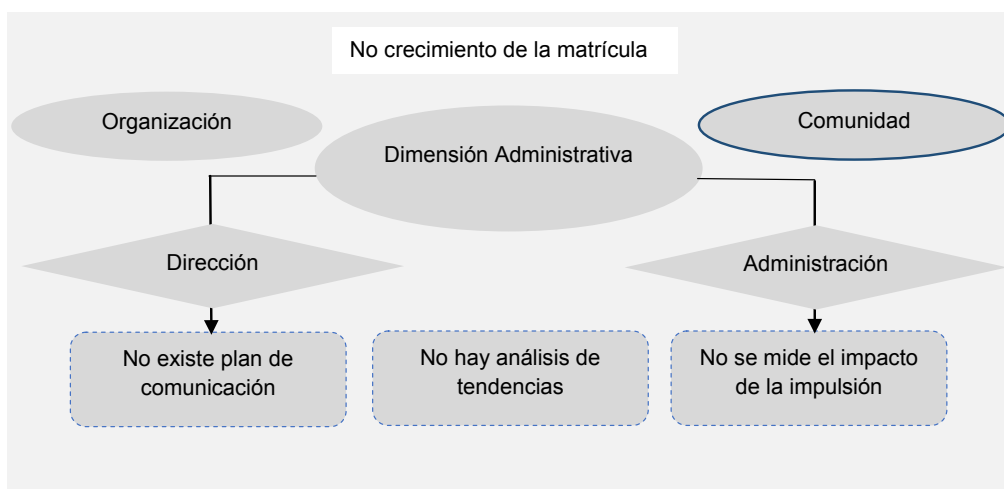 No crecimiento de la matrícula
Organización
Dimensión Administrativa
Comunidad
Dirección
Administración
No existe plan de
comunicación
No hay análisis de
tendencias
No se mide el impacto
de la impulsión